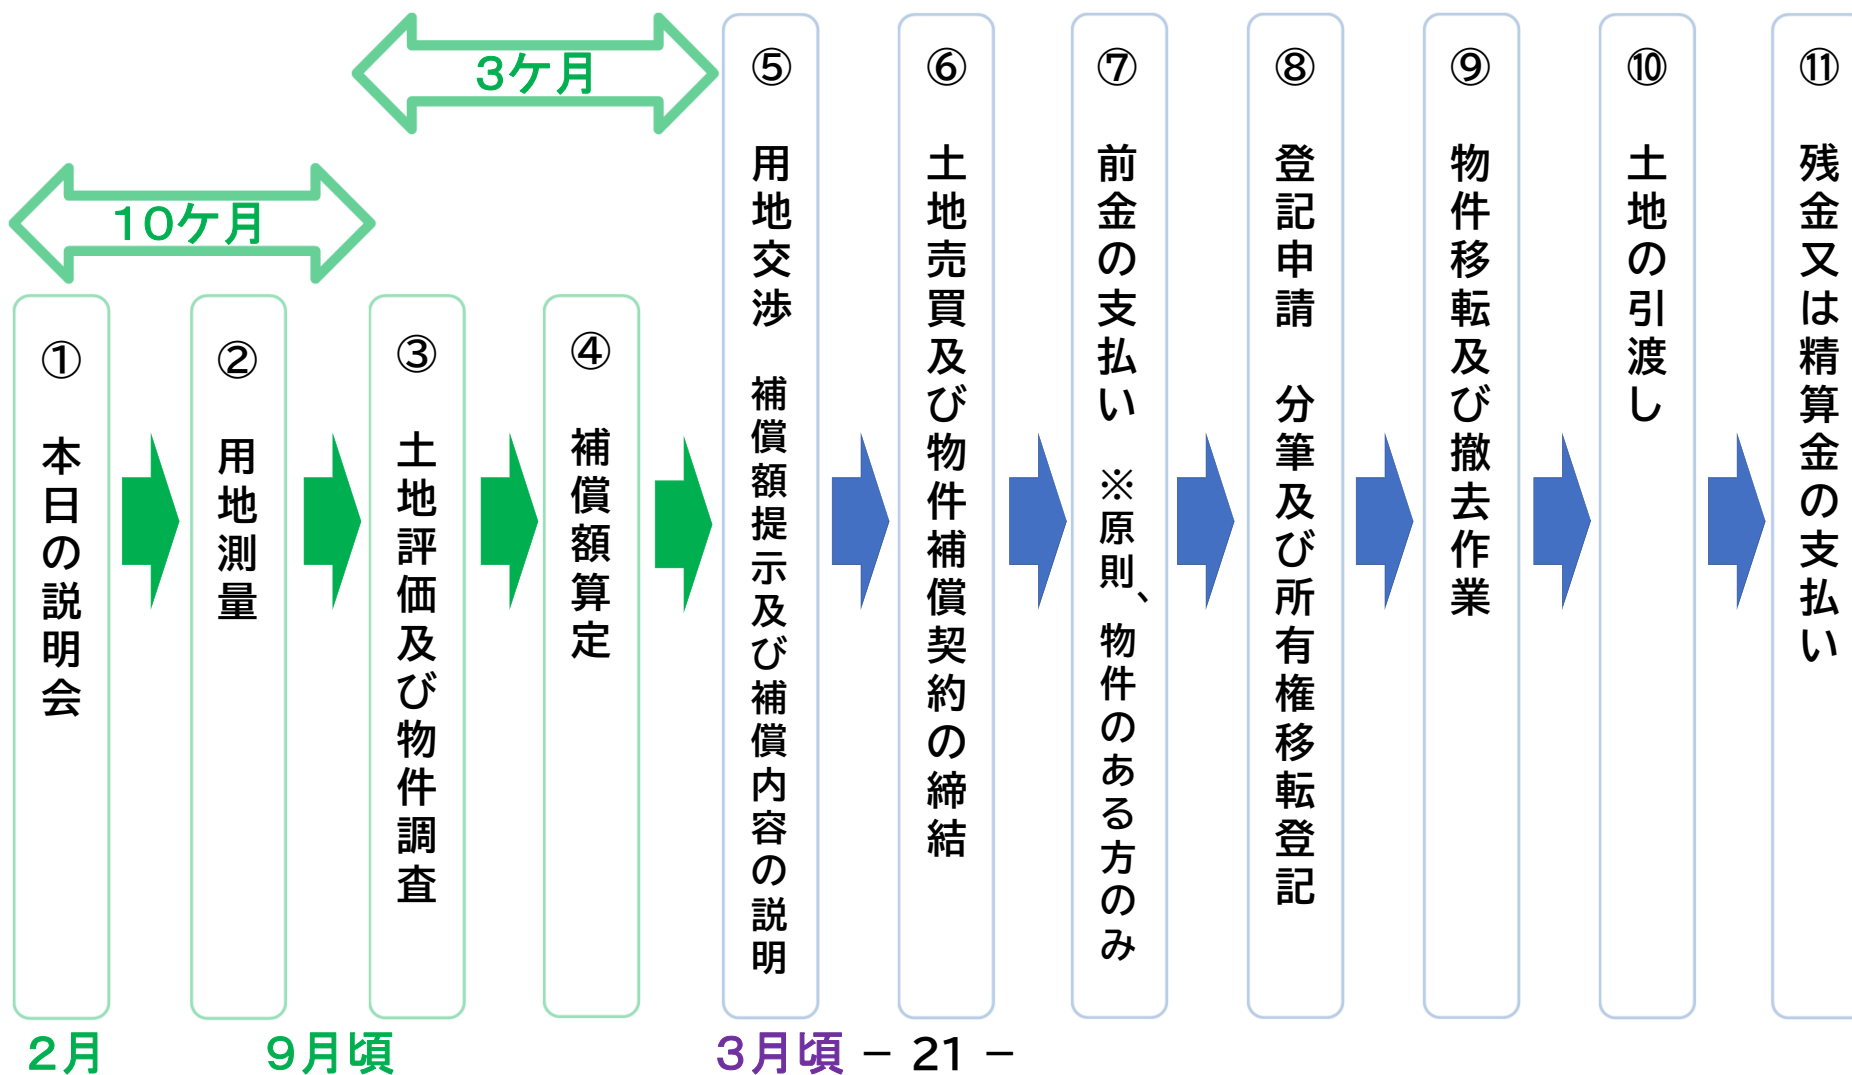 3ケ月
10ケ月
① 本日の説明会
② 用地測量
③ 土地評価及び物件調査
④ 補償額算定
⑤ 用地交渉 補償額提示及び補償内容の説明
⑥ 土地売買及び物件補償契約の締結
⑦ 前金の支払い ※原則、物件のある方のみ
⑧ 登記申請 分筆及び所有権移転登記
⑨ 物件移転及び撤去作業
⑩ 土地の引渡し
⑪ 残金又は精算金の支払い
2月
9月頃
3月頃
− 21 −